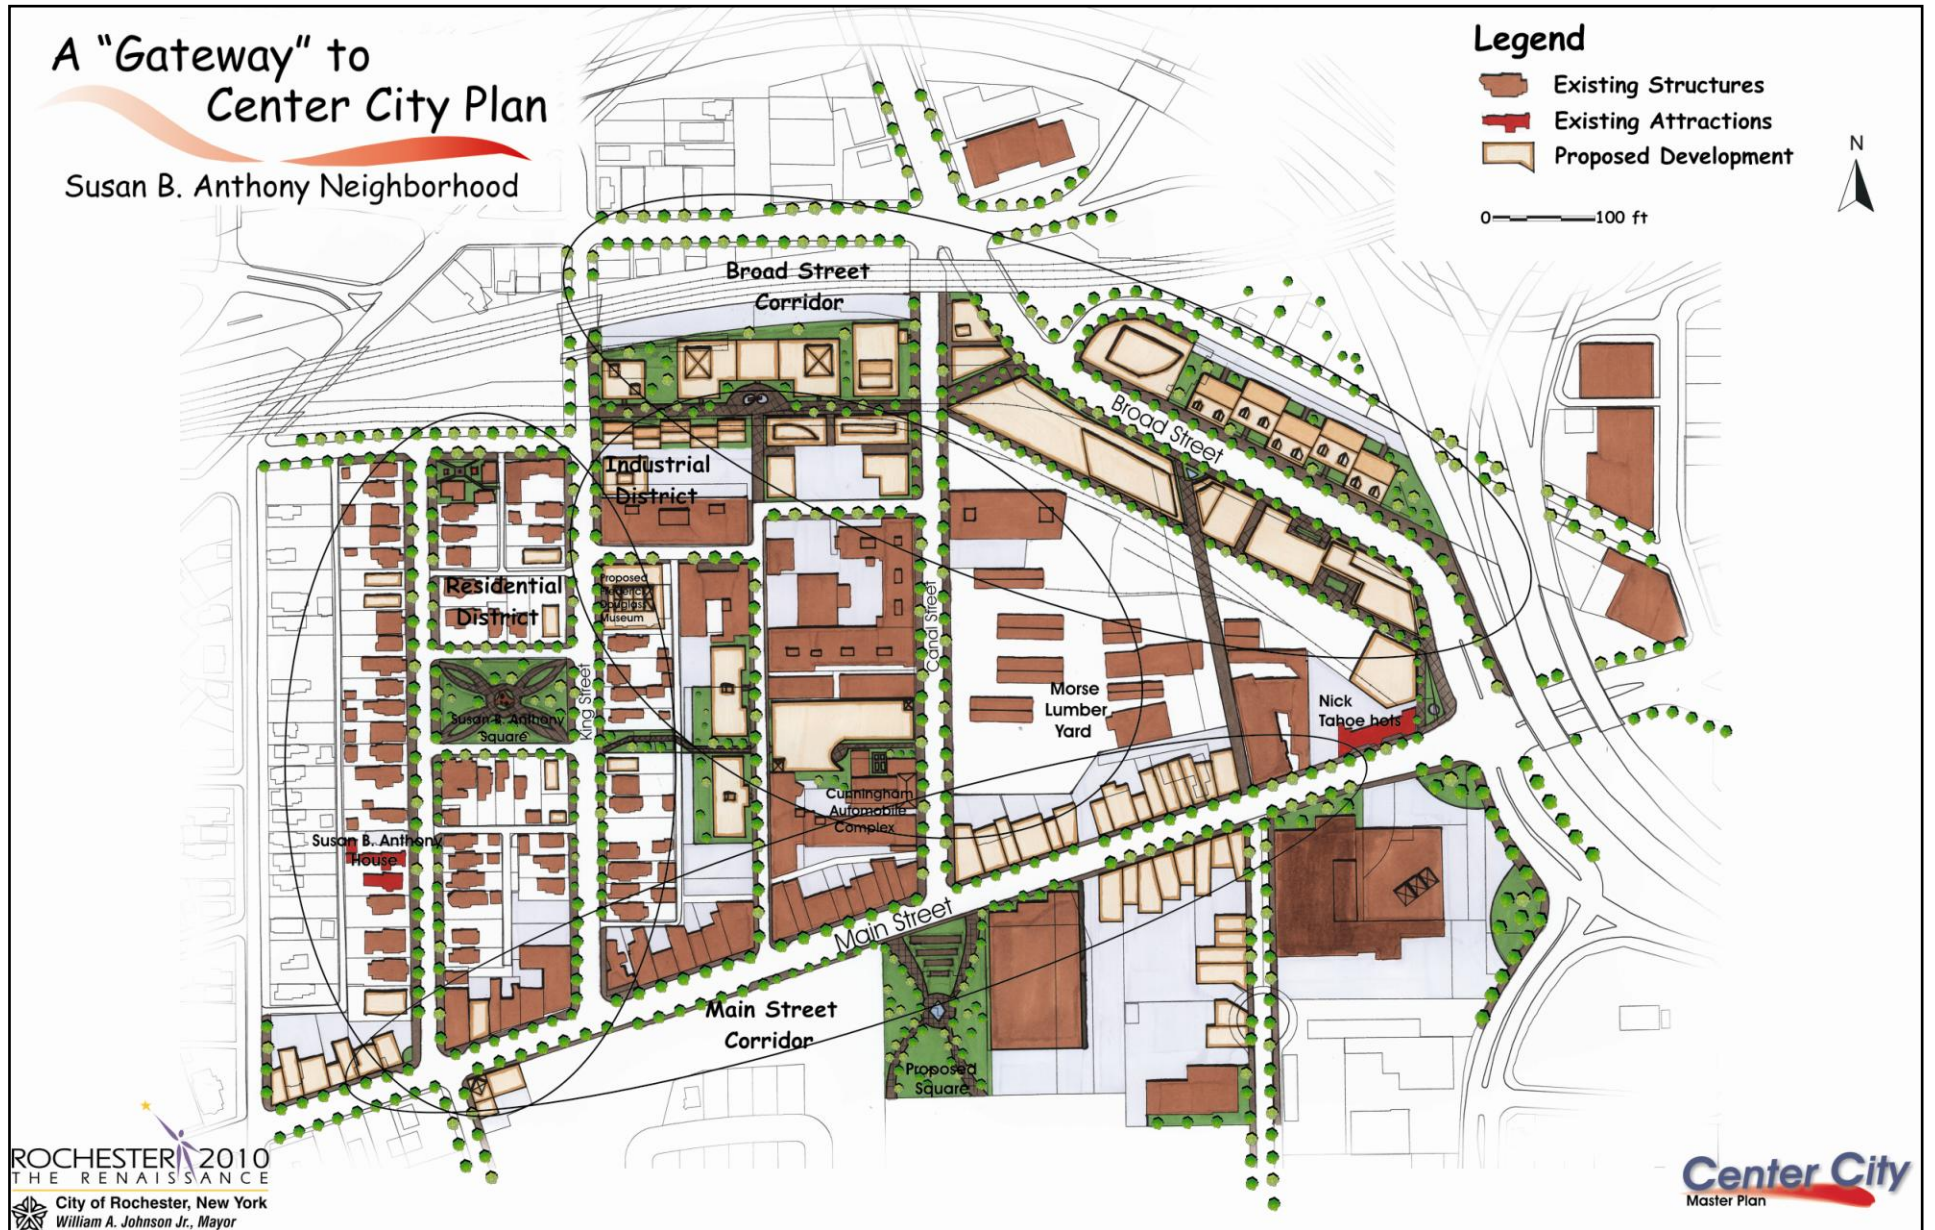 A “Gateway” to
Center City Plan
Susan B. Anthony Neighborhood
Legend
Existing Structures
Existing Attractions
Proposed Development
N
0
100 ft
Broad Street
Corridor
Broad Street
Industrial
District
Residential
District
Proposed
Frederick
Douglass
Museum
Canal Street
King Street
Susan B. Anthony
Square
Morse
Lumber
Yard
Nick
Tahoe hots
Cunningham
Automobile
Complex
Susan B. Anthony
House
Main Street
Main Street
Corridor
Proposed
Square
ROCHESTER 2010
THE RENAISSANCE
City of Rochester, New York
William A. Johnson Jr., Mayor
Center City
Master Plan